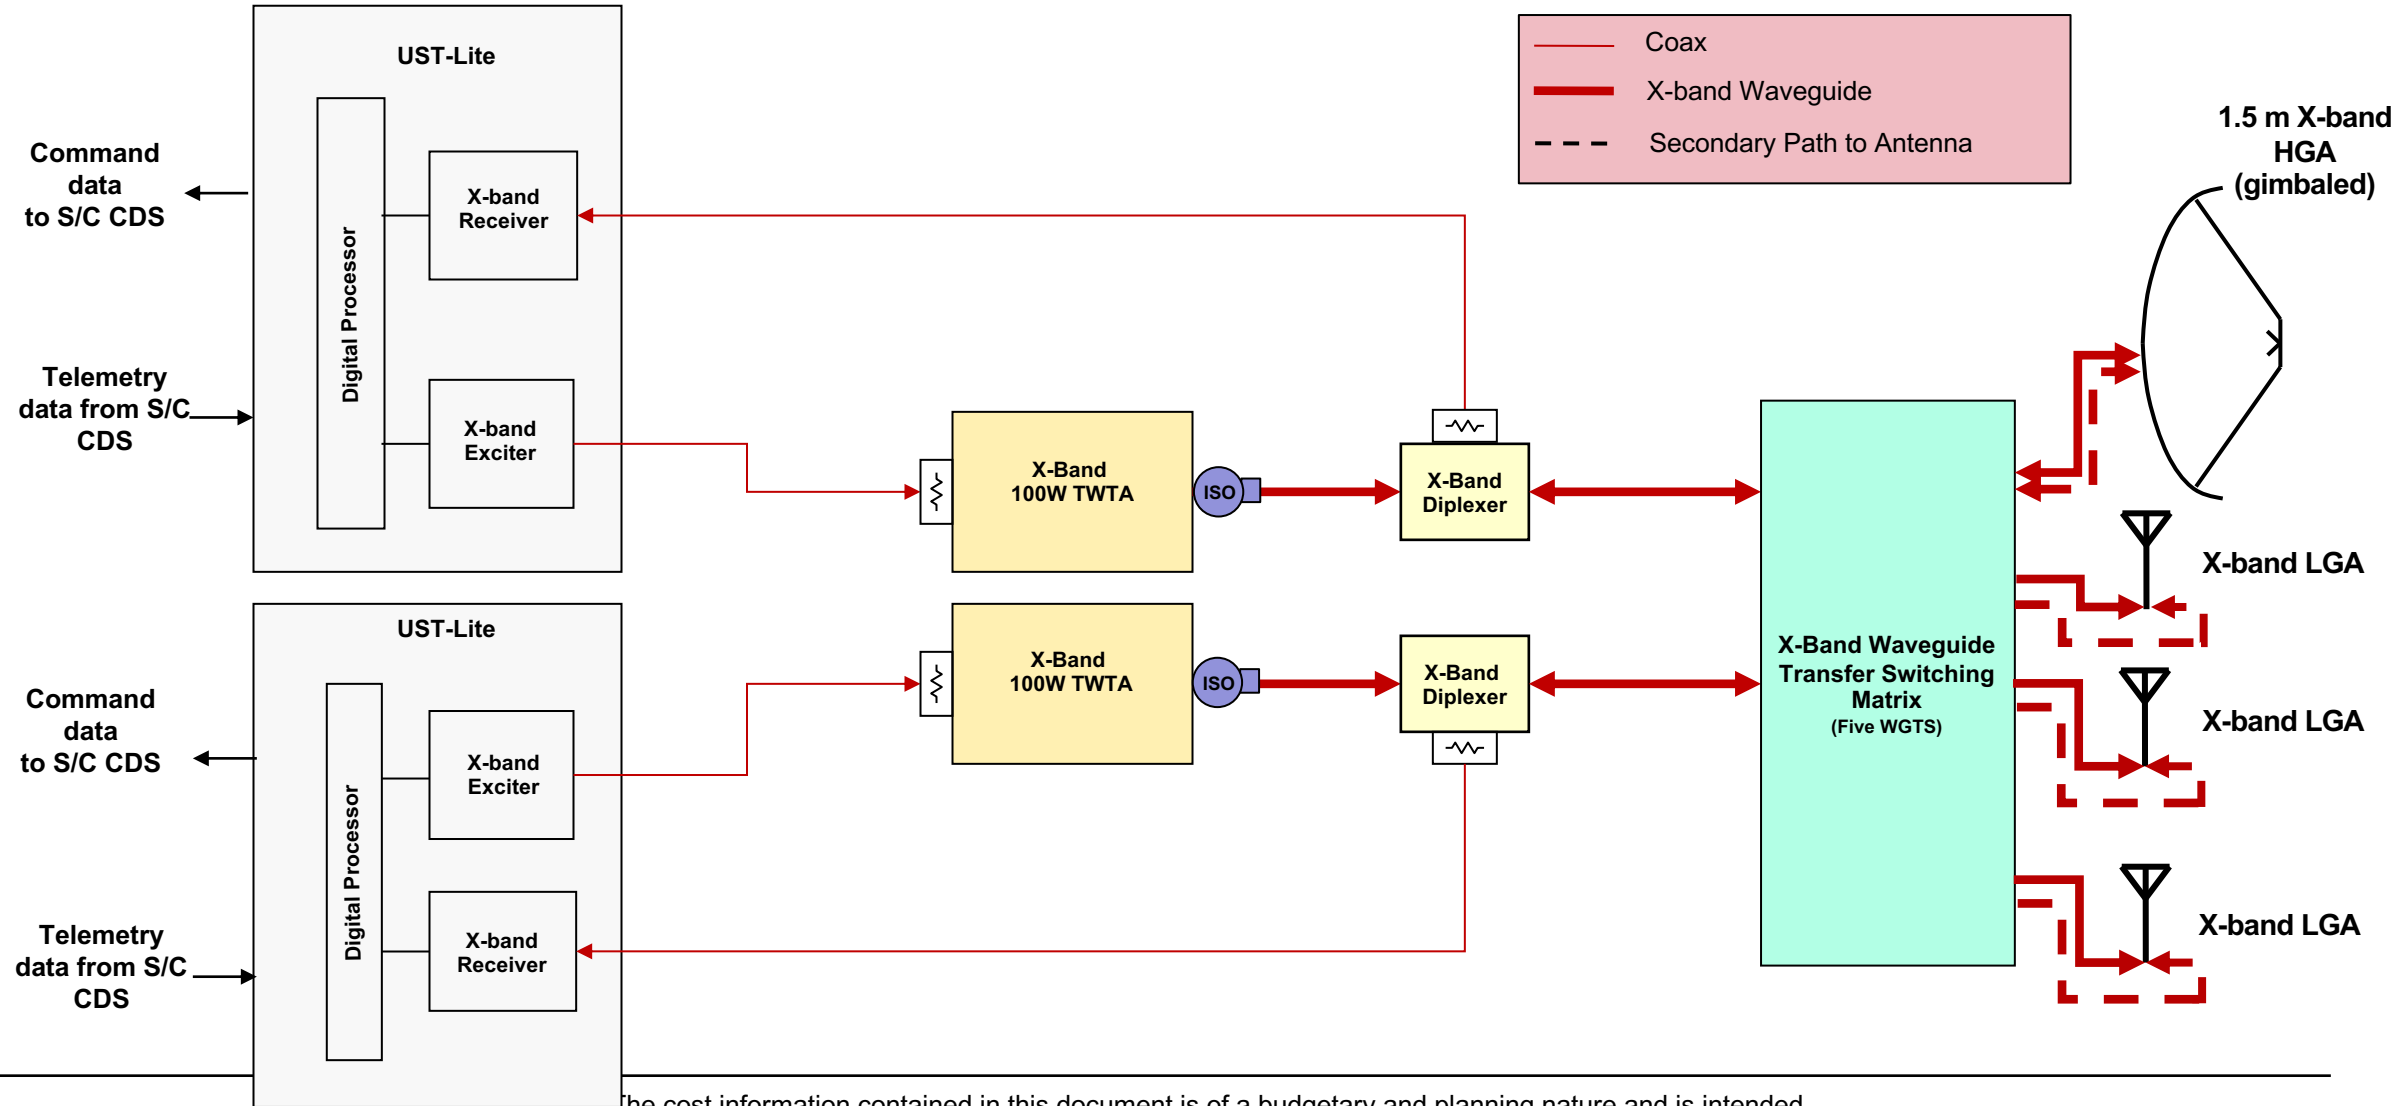 UST-Lite
Command
data
to S/C CDS
Telemetry
data from S/C
CDS
Digital Processor
X-band
Receiver
X-band
Exciter
X-Band
100W TWTA
ISO
X-Band
Diplexer
Coax
X-band Waveguide
Secondary Path to Antenna
1.5 m X-band
HGA
(gimbaled)
X-band LGA
X-band LGA
X-band LGA
X-Band Waveguide
Transfer Switching
Matrix
(Five WGTS)
UST-Lite
Command
data
to S/C CDS
Telemetry
data from S/C
CDS
Digital Processor
X-band
Exciter
X-band
Receiver
X-Band
100W TWTA
ISO
X-Band
Diplexer
The cost information contained in this document is of a budgetary and planning nature and is intended